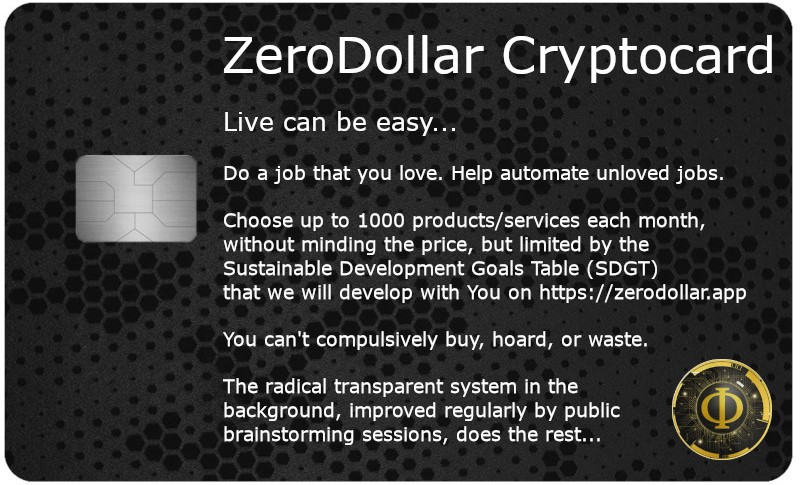 ZeroDollar Cryptocard
Live can be easy...
Do a job that you love. Help automate unloved jobs.
Choose up to 1000 products/services each month,
without minding the price, but limited by the
Sustainable Development Goals Table (SDGT)
that we will develop with You on https://zerodollar.app
You can't compulsively buy, hoard, or waste.
The radical transparent system in the
background, improved regularly by public
brainstorming sessions, does the rest...
Φ